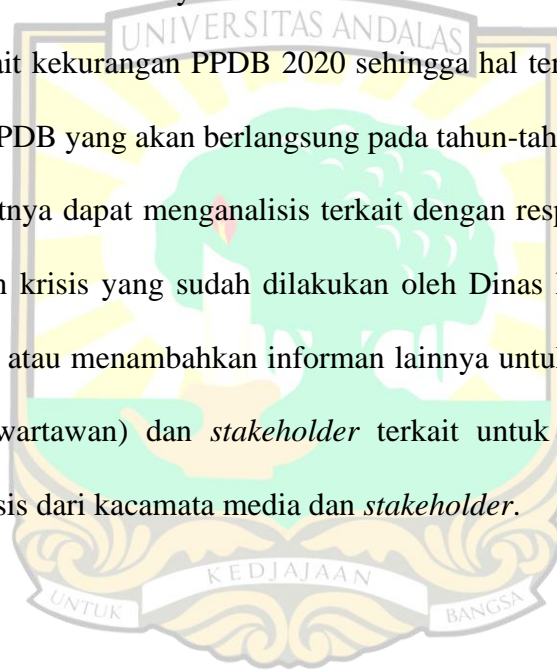 UNIVERSITAS ANDALAS
ait kekurangan PPDB 2020 sehingga hal ter
PDB yang akan berlangsung pada tahun-tah
tnya dapat menganalisis terkait dengan resp
n krisis yang sudah dilakukan oleh Dinas
atau menambahkan informan lainnya untuk
wartawan) dan stakeholder terkait untuk
sis dari kacamata media dan stakeholder.
KEDJAJAAN
UNTUK BANGSA